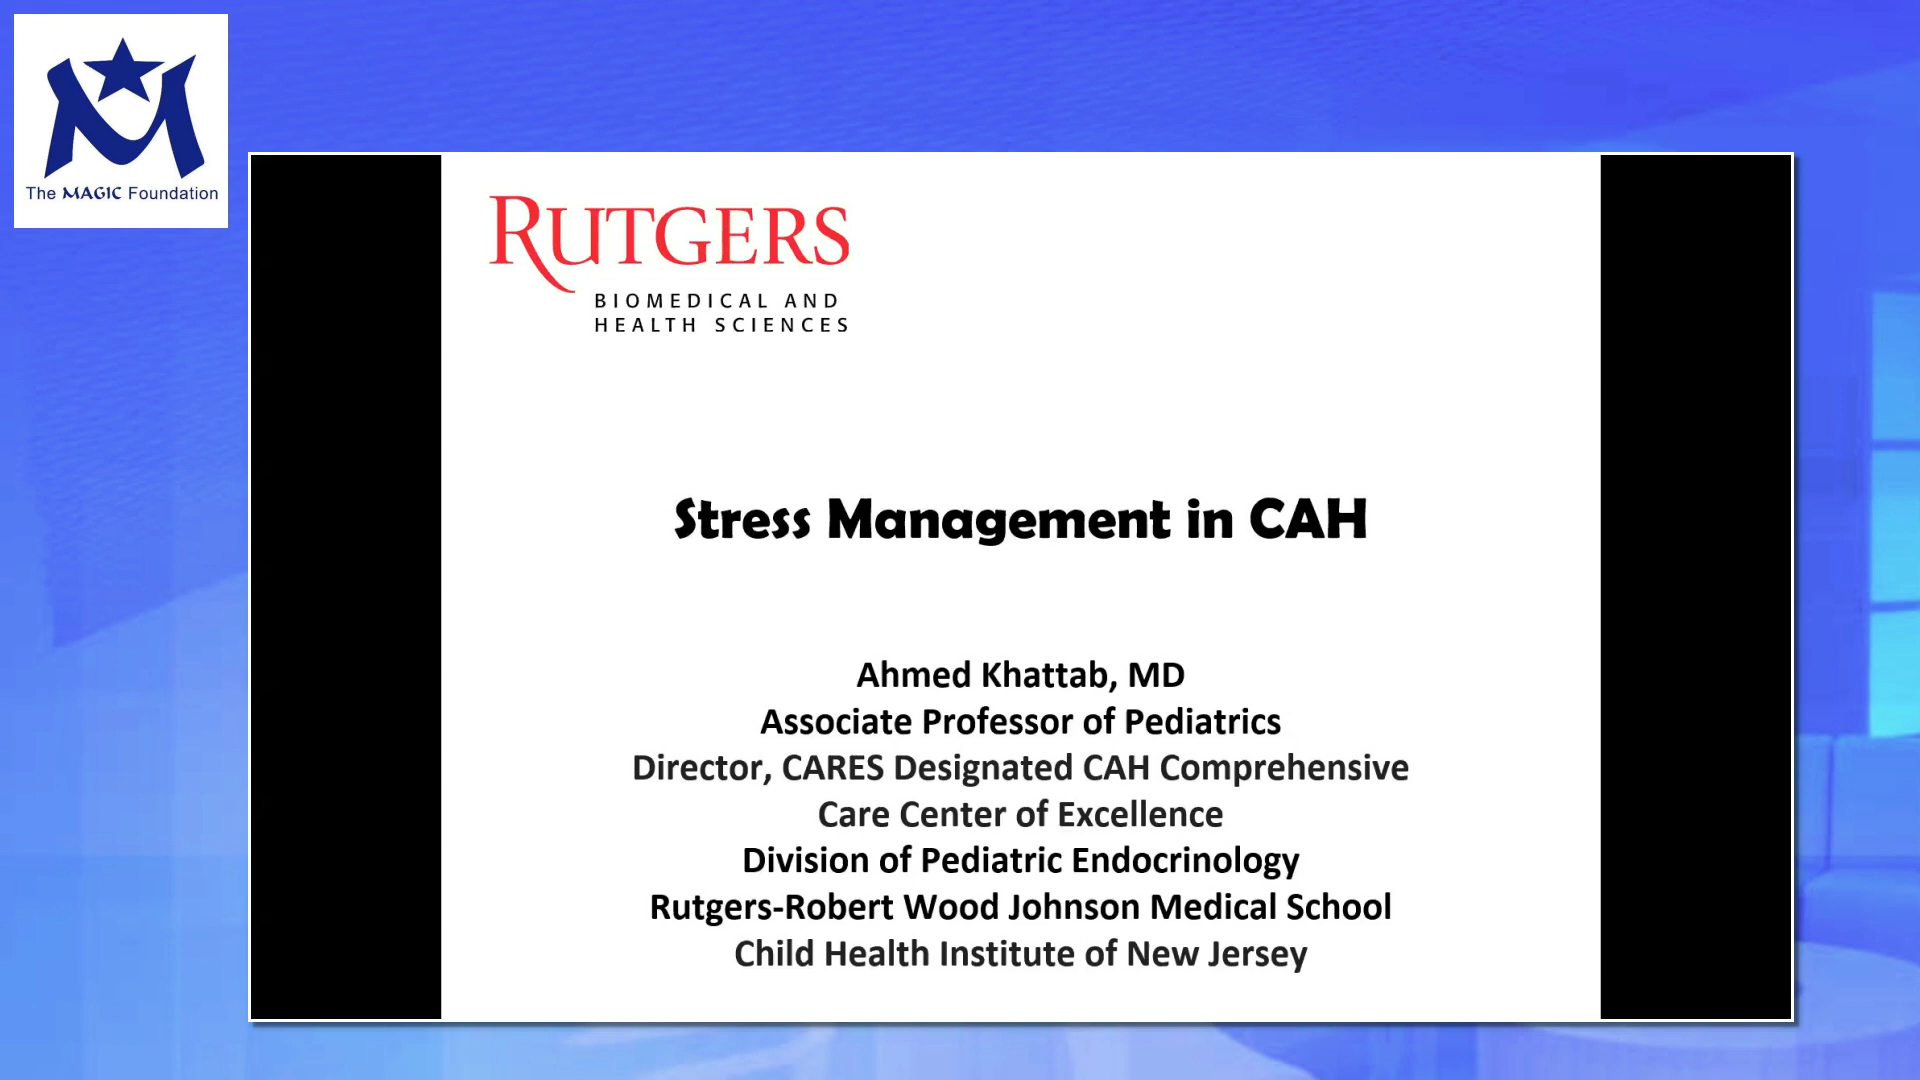 The MAGIC Foundation
RUTGERS
BIOMEDICAL AND
HEALTH SCIENCES
Stress Management in CAH
Ahmed Khattab, MD
Associate Professor of Pediatrics
Director, CARES Designated CAH Comprehensive
Care Center of Excellence
Division of Pediatric Endocrinology
Rutgers-Robert Wood Johnson Medical School
Child Health Institute of New Jersey